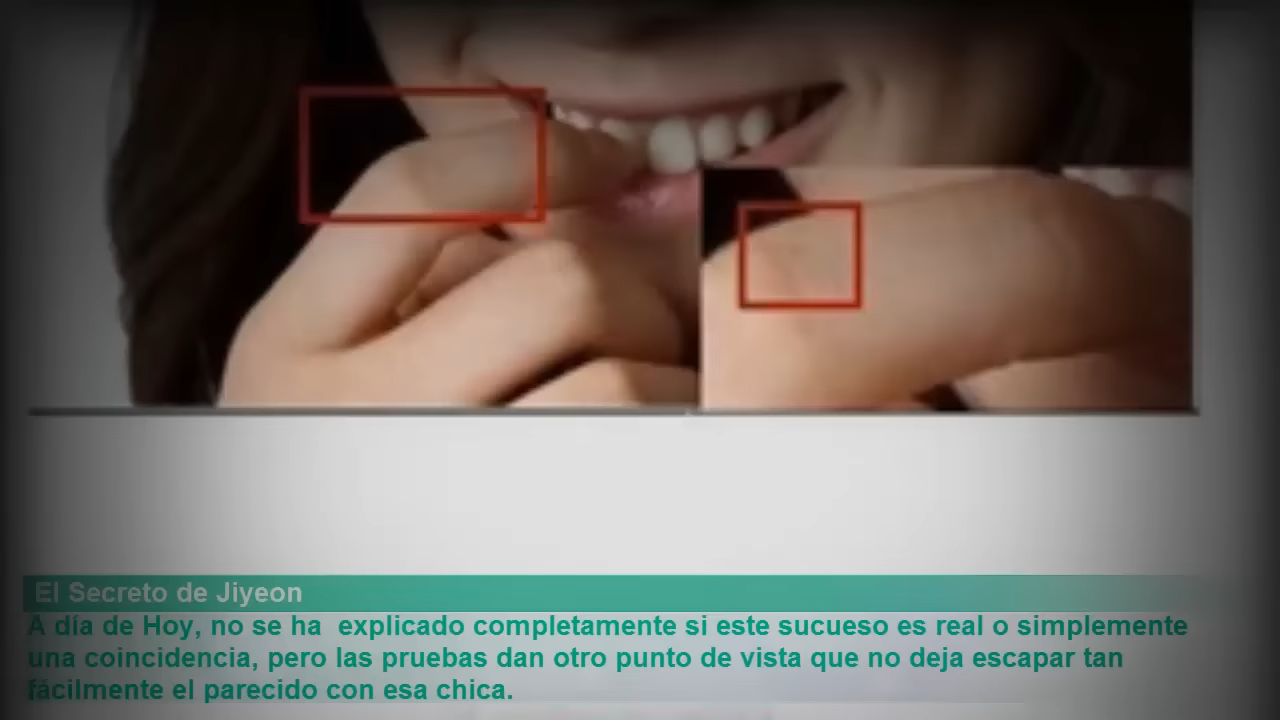 El Secreto de Jiyeon
A día de Hoy, no se ha explicado completamente si este sucueso es real o simplemente
una coincidencia, pero las pruebas dan otro punto de vista que no deja escapar tan
fácilmente el parecido con esa chica.